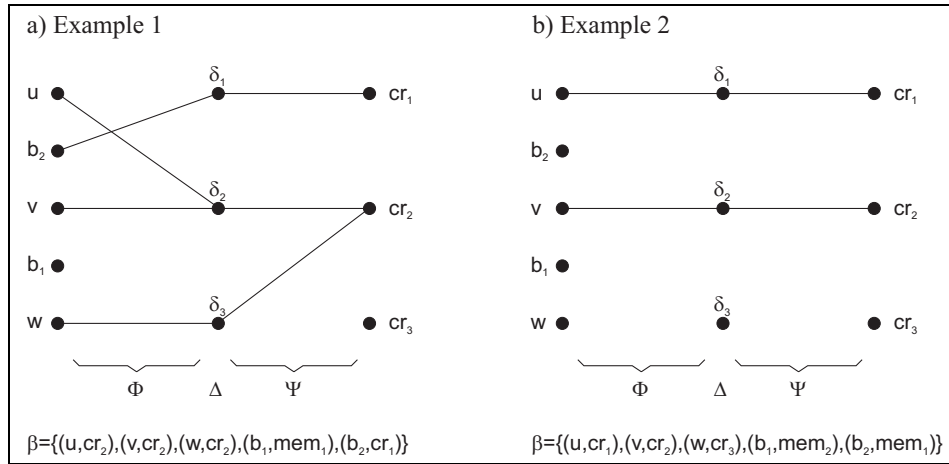 a) Example 1
δ₁
u
cr₁
b₂
δ₂
v
cr₂
b₁
δ₃
w
cr₃
Φ Δ Ψ
β={(u,cr₂),(v,cr₂),(w,cr₂),(b₁,mem₁),(b₂,cr₁)}
b) Example 2
δ₁
u
cr₁
b₂
δ₂
v
cr₂
b₁
δ₃
w
cr₃
Φ Δ Ψ
β={(u,cr₁),(v,cr₂),(w,cr₃),(b₁,mem₂),(b₂,mem₁)}